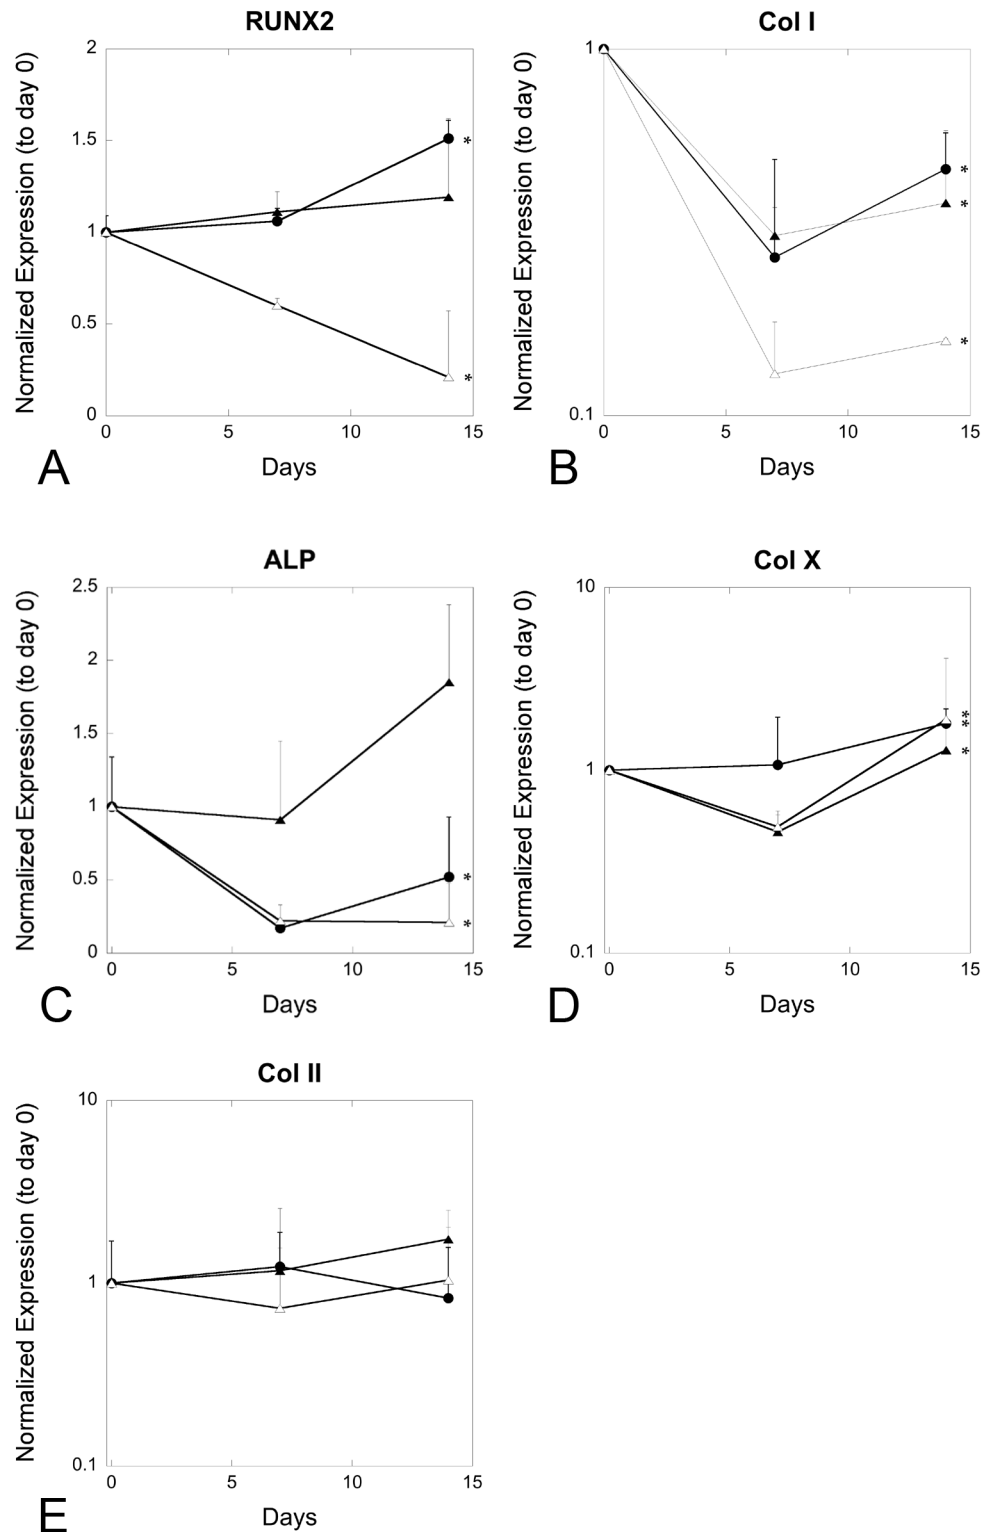 RUNX2
Normalized Expression (to day 0)
2
1.5
1
0.5
0
0 5 10 15
Days
*
*
A
Col I
Normalized Expression (to day 0)
1
0.1
0 5 10 15
Days
*
*
*
B
ALP
Normalized Expression (to day 0)
2.5
2
1.5
1
0.5
0
0 5 10 15
Days
*
*
C
Col X
Normalized Expression (to day 0)
10
1
0.1
0 5 10 15
Days
*
*
*
D
Col II
Normalized Expression (to day 0)
10
1
0.1
0 5 10 15
Days
E